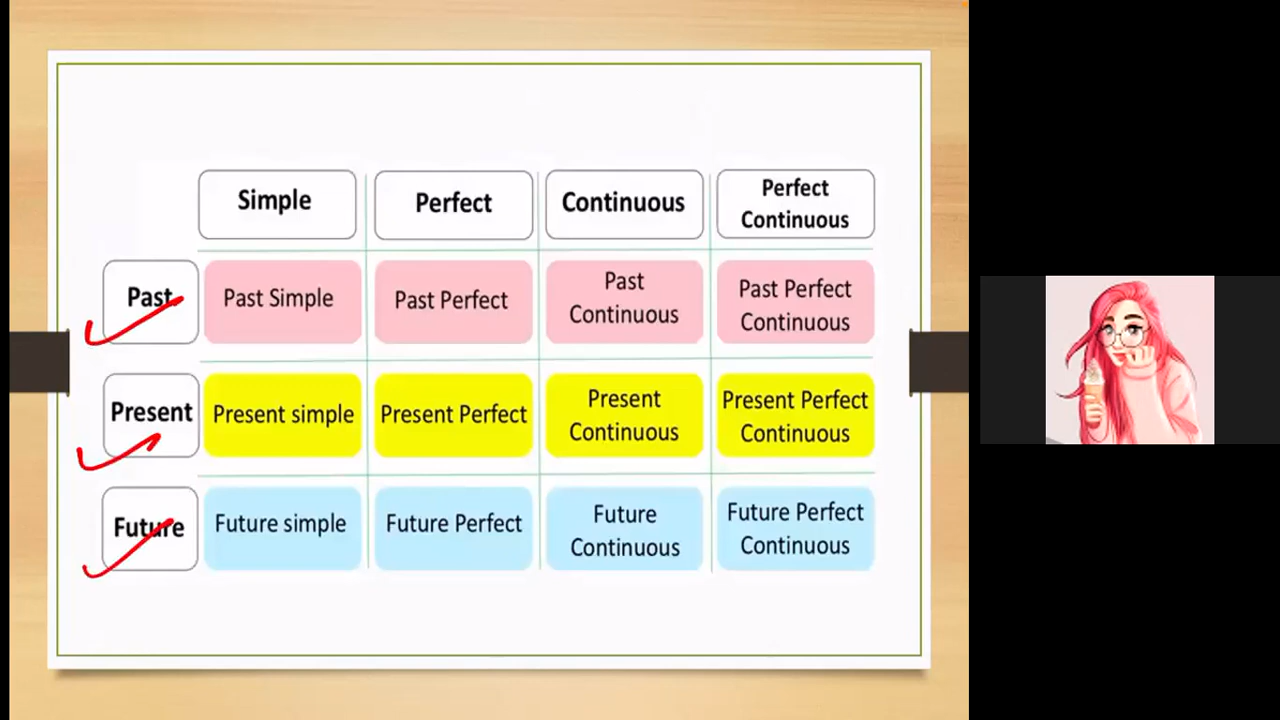 Simple
Perfect
Continuous
Perfect
Continuous
Past
Past Simple
Past Perfect
Past
Continuous
Past Perfect
Continuous
Present
Present simple
Present Perfect
Present
Continuous
Present Perfect
Continuous
Future
Future simple
Future Perfect
Future
Continuous
Future Perfect
Continuous